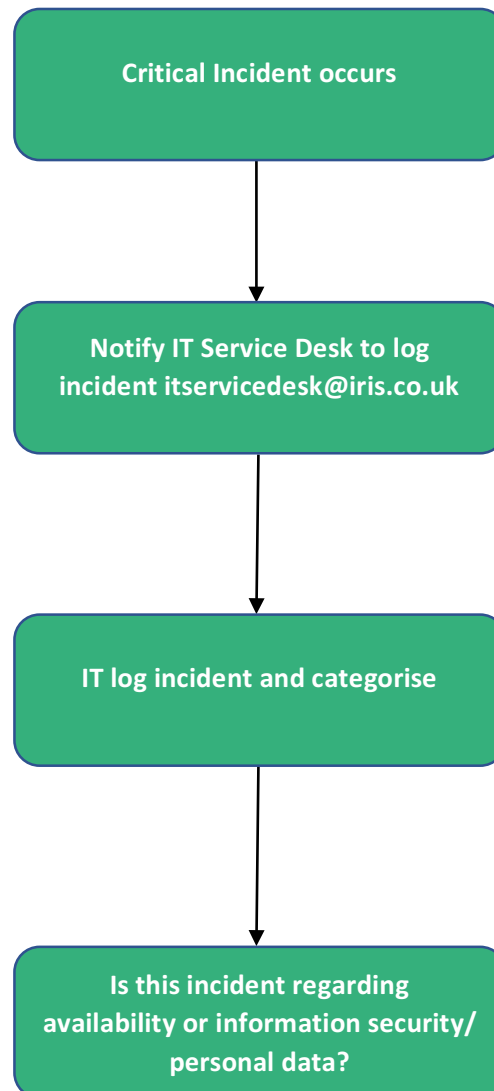 Critical Incident occurs
Notify IT Service Desk to log
incident itservicedesk@iris.co.uk
IT log incident and categorise
Is this incident regarding
availability or information security/
personal data?